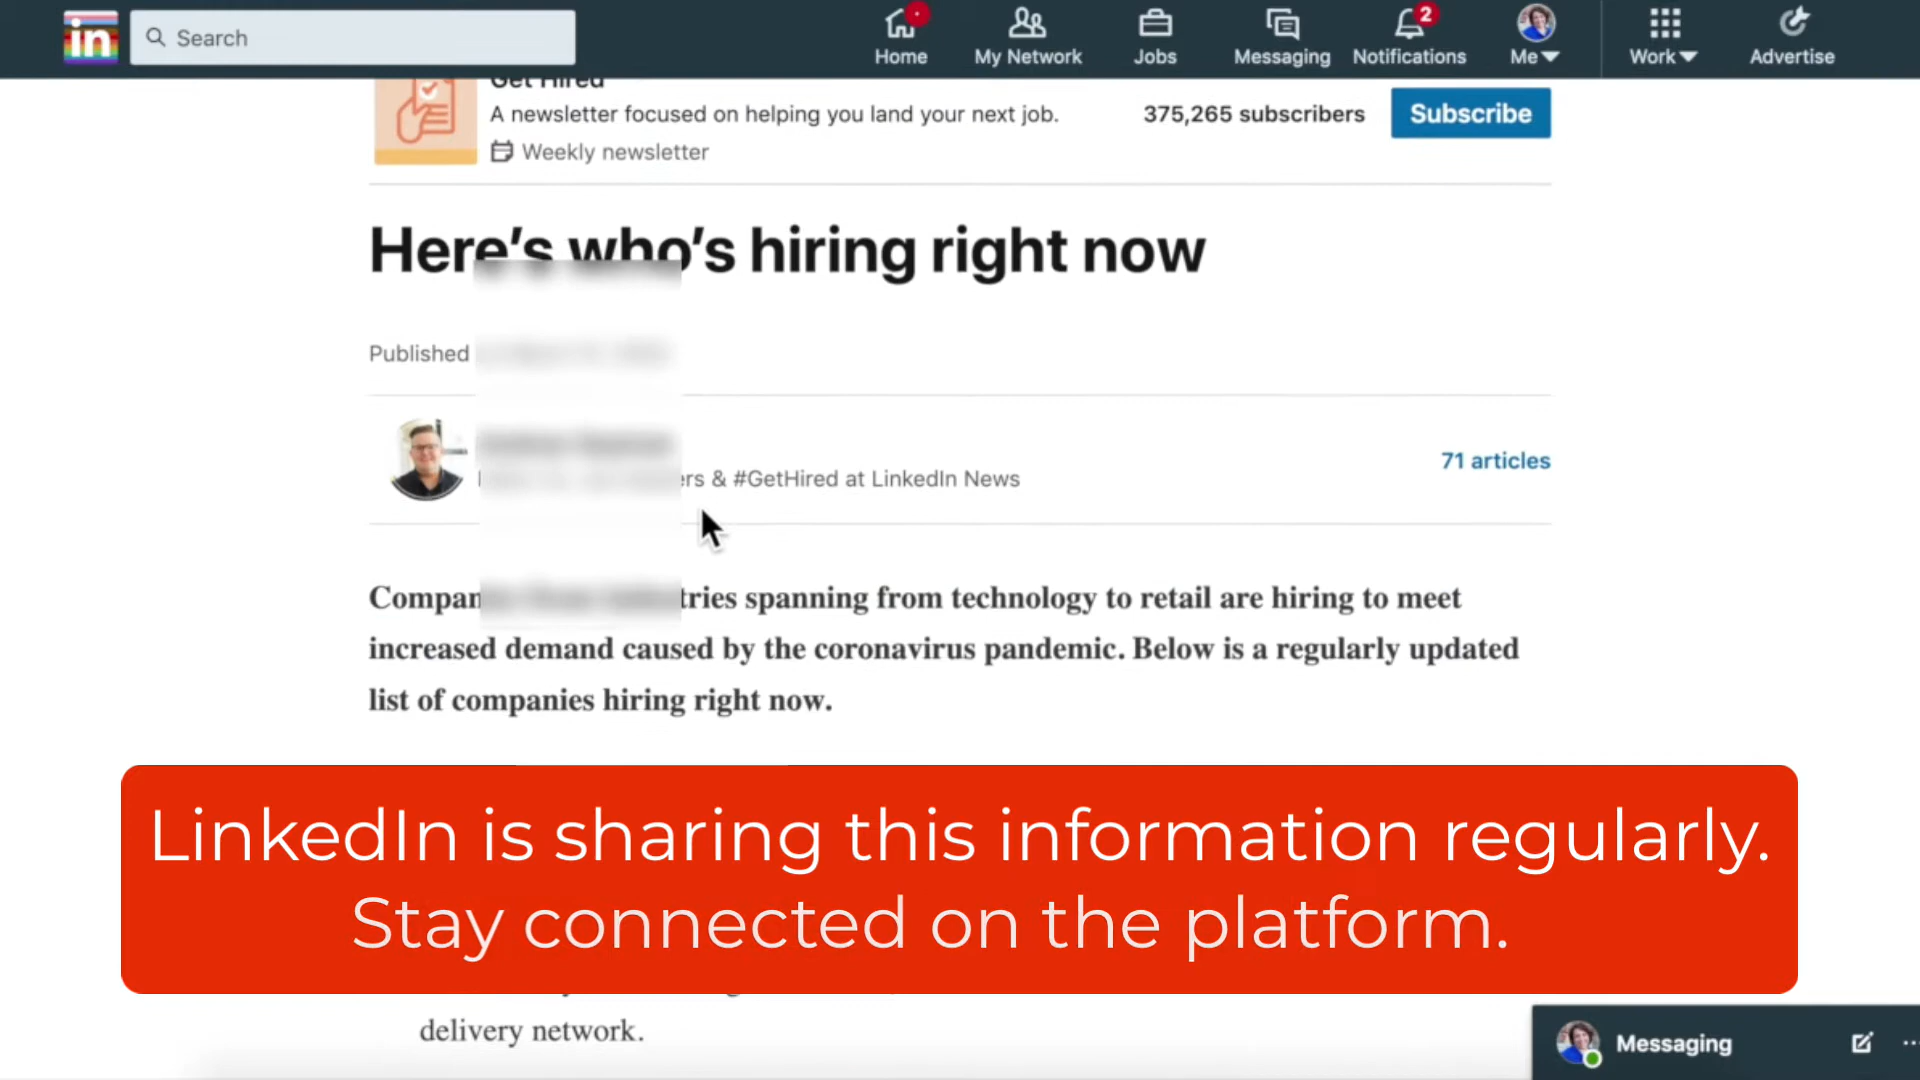 in
Search
Home
My Network
Jobs
Messaging
2
Notifications
Me
Work
Advertise
Get Hired
A newsletter focused on helping you land your next job.
375,265 subscribers
Subscribe
Weekly newsletter
Here's who's hiring right now
Published
& #GetHired at LinkedIn News
71 articles
spanning from technology to retail are hiring to meet
increased demand caused by the coronavirus pandemic. Below is a regularly updated
list of companies hiring right now.
LinkedIn is sharing this information regularly.
Stay connected on the platform.
delivery network.
Messaging